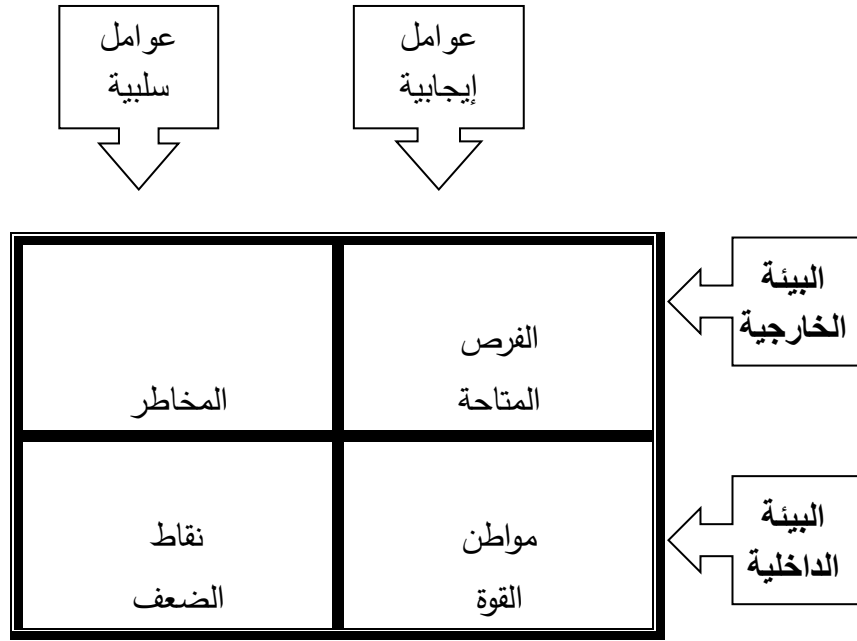 عوامل
إيجابية
عوامل
سلبية
البيئة
الخارجية
الفرص
المتاحة
المخاطر
البيئة
الداخلية
مواطن
القوة
نقاط
الضعف